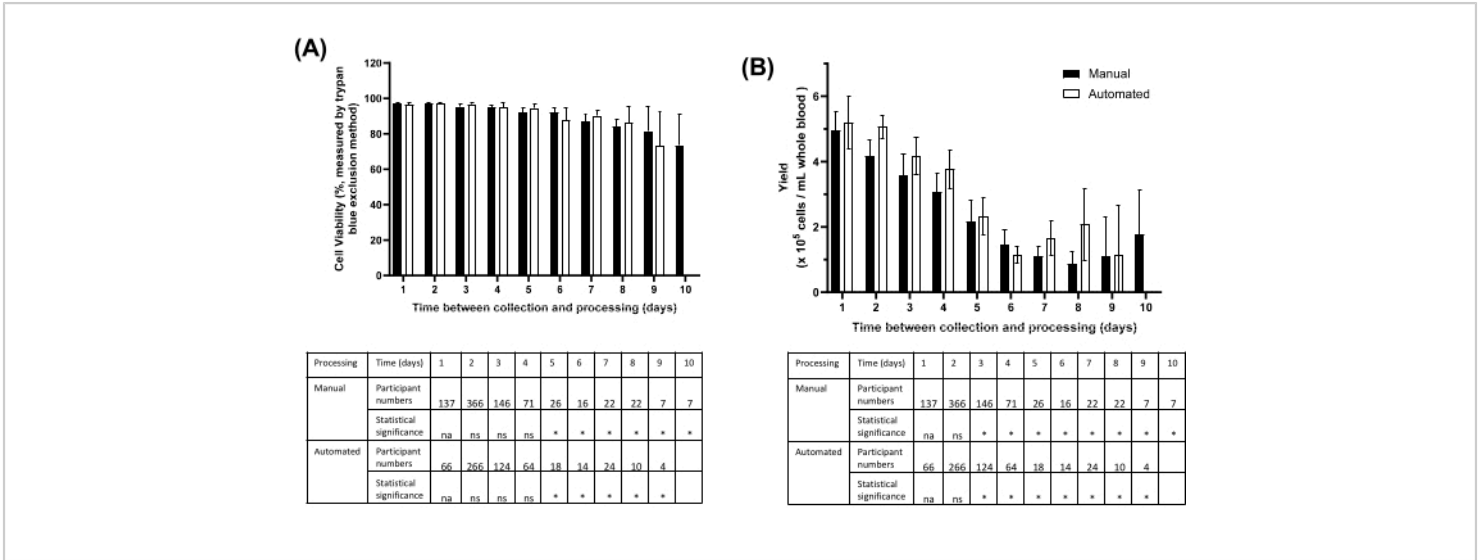 (A)
Cell Viability (%, measured by trypan
blue exclusion method)
120
100
80
60
40
20
0
1 2 3 4 5 6 7 8 9 10
Time between collection and processing (days)
(B)
Manual
Automated
Yield
(x 10⁵ cells / mL whole blood )
6
4
2
0
1 2 3 4 5 6 7 8 9 10
Time between collection and processing (days)
Processing Time (days) 1 2 3 4 5 6 7 8 9 10
Manual Participant
numbers 137 366 146 71 26 16 22 22 7 7
Statistical
significance na ns ns ns * * * * * *
Automated Participant
numbers 66 266 124 64 18 14 24 10 4
Statistical
significance na ns ns ns * * * * *
Processing Time (days) 1 2 3 4 5 6 7 8 9 10
Manual Participant
numbers 137 366 146 71 26 16 22 22 7 7
Statistical
significance na ns * * * * * * * *
Automated Participant
numbers 66 266 124 64 18 14 24 10 4
Statistical
significance na ns * * * * * * *